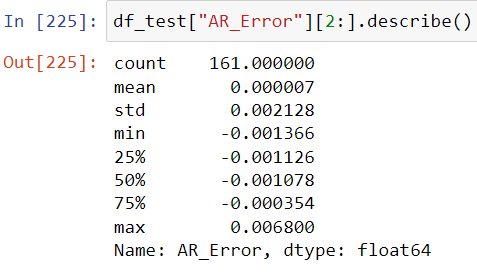 In [225]: df_test["AR_Error"][2:].describe()
Out[225]: count    161.000000
mean       0.000007
std        0.002128
min       -0.001366
25%       -0.001126
50%       -0.001078
75%       -0.000354
max        0.006800
Name: AR_Error, dtype: float64